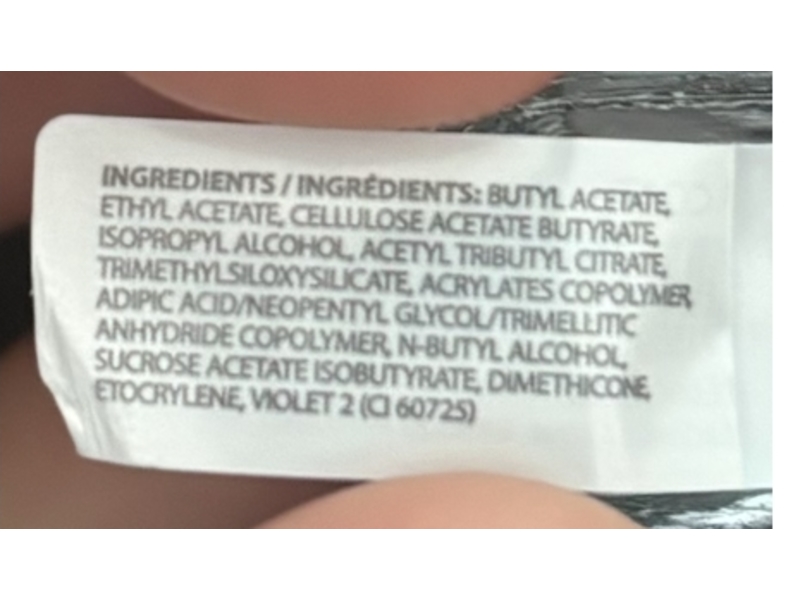 INGREDIENTS / INGRÉDIENTS: BUTYL ACETATE,
ETHYL ACETATE, CELLULOSE ACETATE BUTYRATE,
ISOPROPYL ALCOHOL, ACETYL TRIBUTYL CITRATE,
TRIMETHYLSILOXYSILICATE, ACRYLATES COPOLYMER,
ADIPIC ACID/NEOPENTYL GLYCOL/TRIMELLITIC
ANHYDRIDE COPOLYMER, N-BUTYL ALCOHOL,
SUCROSE ACETATE ISOBUTYRATE, DIMETHICONE,
ETOCRYLENE, VIOLET 2 (CI 60725)